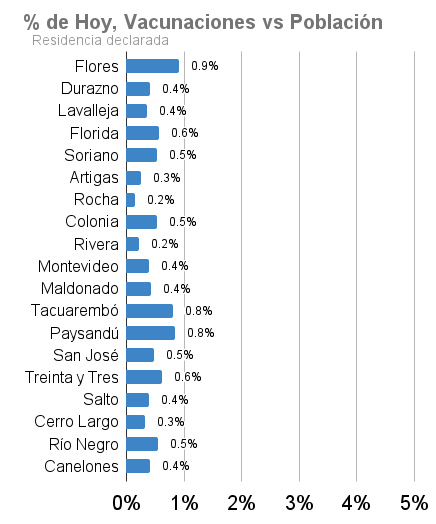 % de Hoy, Vacunaciones vs Población
Residencia declarada
Flores 0.9%
Durazno 0.4%
Lavalleja 0.4%
Florida 0.6%
Soriano 0.5%
Artigas 0.3%
Rocha 0.2%
Colonia 0.5%
Rivera 0.2%
Montevideo 0.4%
Maldonado 0.4%
Tacuarembó 0.8%
Paysandú 0.8%
San José 0.5%
Treinta y Tres 0.6%
Salto 0.4%
Cerro Largo 0.3%
Río Negro 0.5%
Canelones 0.4%
0% 1% 2% 3% 4% 5%